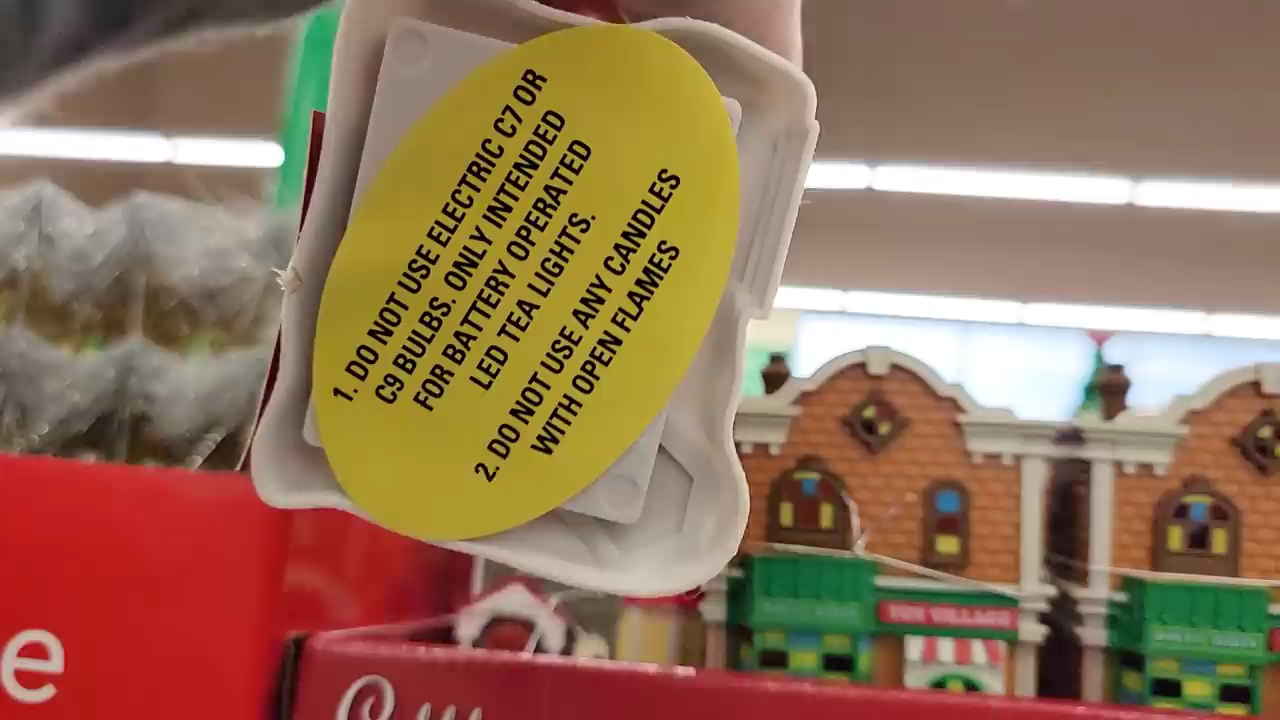 1. DO NOT USE ELECTRIC C7 OR
C9 BULBS. ONLY INTENDED
FOR BATTERY OPERATED
LED TEA LIGHTS.
2. DO NOT USE ANY CANDLES
WITH OPEN FLAMES
e